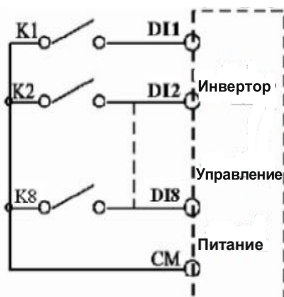 K1 DI1
K2 DI2 Инвертор
Управление
K8 DI8
CM Питание